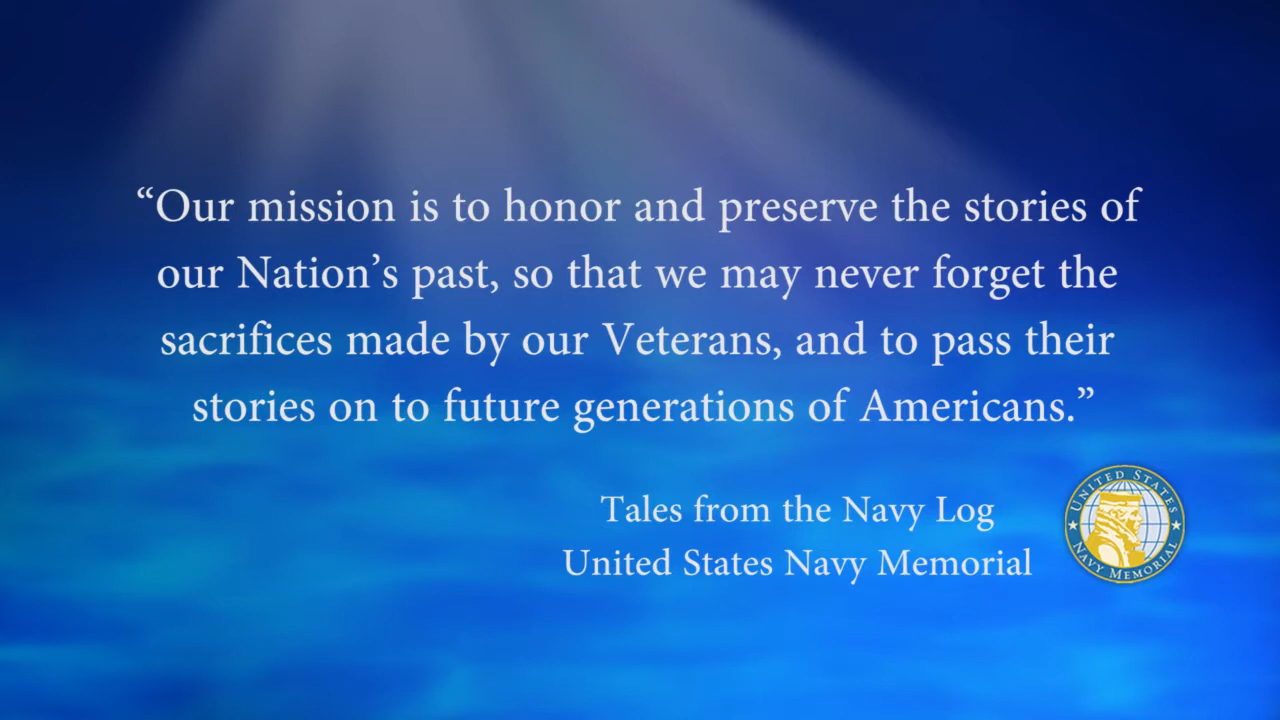 “Our mission is to honor and preserve the stories of
our Nation’s past, so that we may never forget the
sacrifices made by our Veterans, and to pass their
stories on to future generations of Americans.”
Tales from the Navy Log
United States Navy Memorial
UNITED STATES
NAVY MEMORIAL